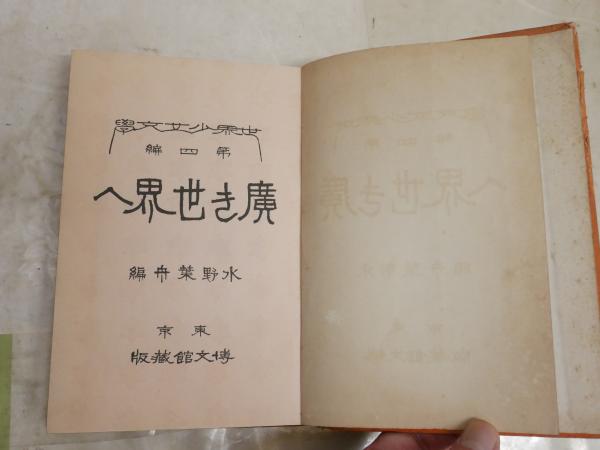 世界少女文學
第四編
廣き世界へ
水野葉舟編
東京
博文館藏版